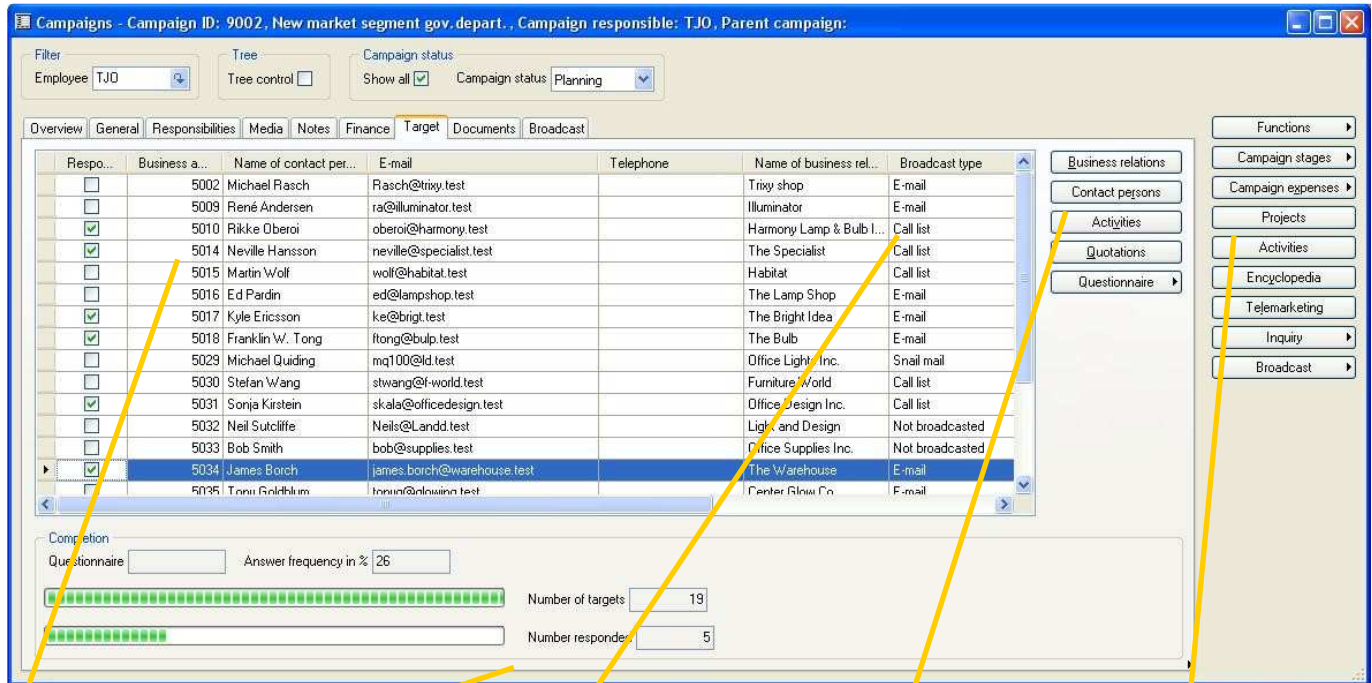 Campaigns - Campaign ID: 9002, New market segment gov.depart. , Campaign responsible: TJO, Parent campaign:
Filter Tree Campaign status
Employee TJO Tree control Show all Campaign status Planning
Overview General Responsibilities Media Notes Finance Target Documents Broadcast
Respo... Business a... Name of contact per... E-mail Telephone Name of business rel... Broadcast type
5002 Michael Rasch Rasch@trixy.test Trixy shop E-mail
5009 René Andersen ra@illuminator.test Illuminator E-mail
5010 Rikke Oberoi oberoi@harmony.test Harmony Lamp & Bulb I... Call list
5014 Neville Hansson neville@specialist.test The Specialist Call list
5015 Martin Wolf wolf@habitat.test Habitat Call list
5016 Ed Pardin ed@lampshop.test The Lamp Shop E-mail
5017 Kyle Ericsson ke@brigt.test The Bright Idea E-mail
5018 Franklin W. Tong ftong@bulp.test The Bulb E-mail
5029 Michael Quiding mq100@ld.test Office Lights Inc. Snail mail
5030 Stefan Wang stwang@f-world.test Furniture World Call list
5031 Sonja Kirstein skala@officedesign.test Office Design Inc. Call list
5032 Neil Sutcliffe Neils@Landd.test Light and Design Not broadcasted
5033 Bob Smith bob@supplies.test Office Supplies Inc. Not broadcasted
5034 James Borch james.borch@warehouse.test The Warehouse E-mail
5035 Tony Goldblum tonyg@glowing.test Center Glow Co. E-mail
Business relations
Contact persons
Activities
Quotations
Questionnaire
Functions
Campaign stages
Campaign expenses
Projects
Activities
Encyclopedia
Telemarketing
Inquiry
Broadcast
Completion
Questionnaire Answer frequency in % 26
Number of targets 19
Number responded 5